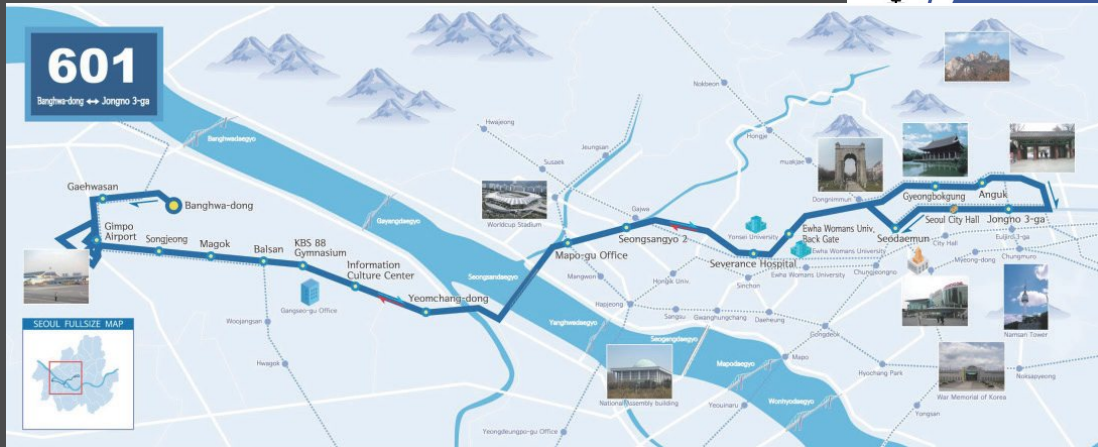 601
Banghwa-dong ↔ Jongno 3-ga
Banghwadaegyo
Gayangdaegyo
Seongsandaegyo
Yanghwadaegyo
Seogangdaegyo
Mapodaegyo
Wonhyodaegyo
Gaehwasan
Banghwa-dong
Gimpo
Airport
Songjeong
Magok
Balsan
KBS 88
Gymnasium
Information
Culture Center
Yeomchang-dong
Gangseo-gu Office
Woojangsan
Hwagok
SEOUL FULLSIZE MAP
Hwajeong
Susaek
Jeungsan
Worldcup Stadium
Gajwa
Mapo-gu Office
Seongsangyo 2
Mangwon
Hapjeong
Hongik Univ.
Sangsu
Gwanghungchang
Daeheung
Sinchon
Severance Hospital
Yonsei University
Ewha Womans University
Ewha Womans University
Ewha Womans Univ,
Back Gate
Nokbeon
Hongje
muakjae
Dongnimmun
Gyeongbokgung
Anguk
Seoul City Hall
Jongno 3-ga
Seodaemun
City Hall
Euljiro 3-ga
Chungmuro
Myeong-dong
Chungjeongno
Namsan Tower
Gongdeok
Mapo
Hyochang Park
Noksapyeong
War Memorial of Korea
Yongsan
National Assembly building
Yeouinaru
Yeongdeungpo-gu Office